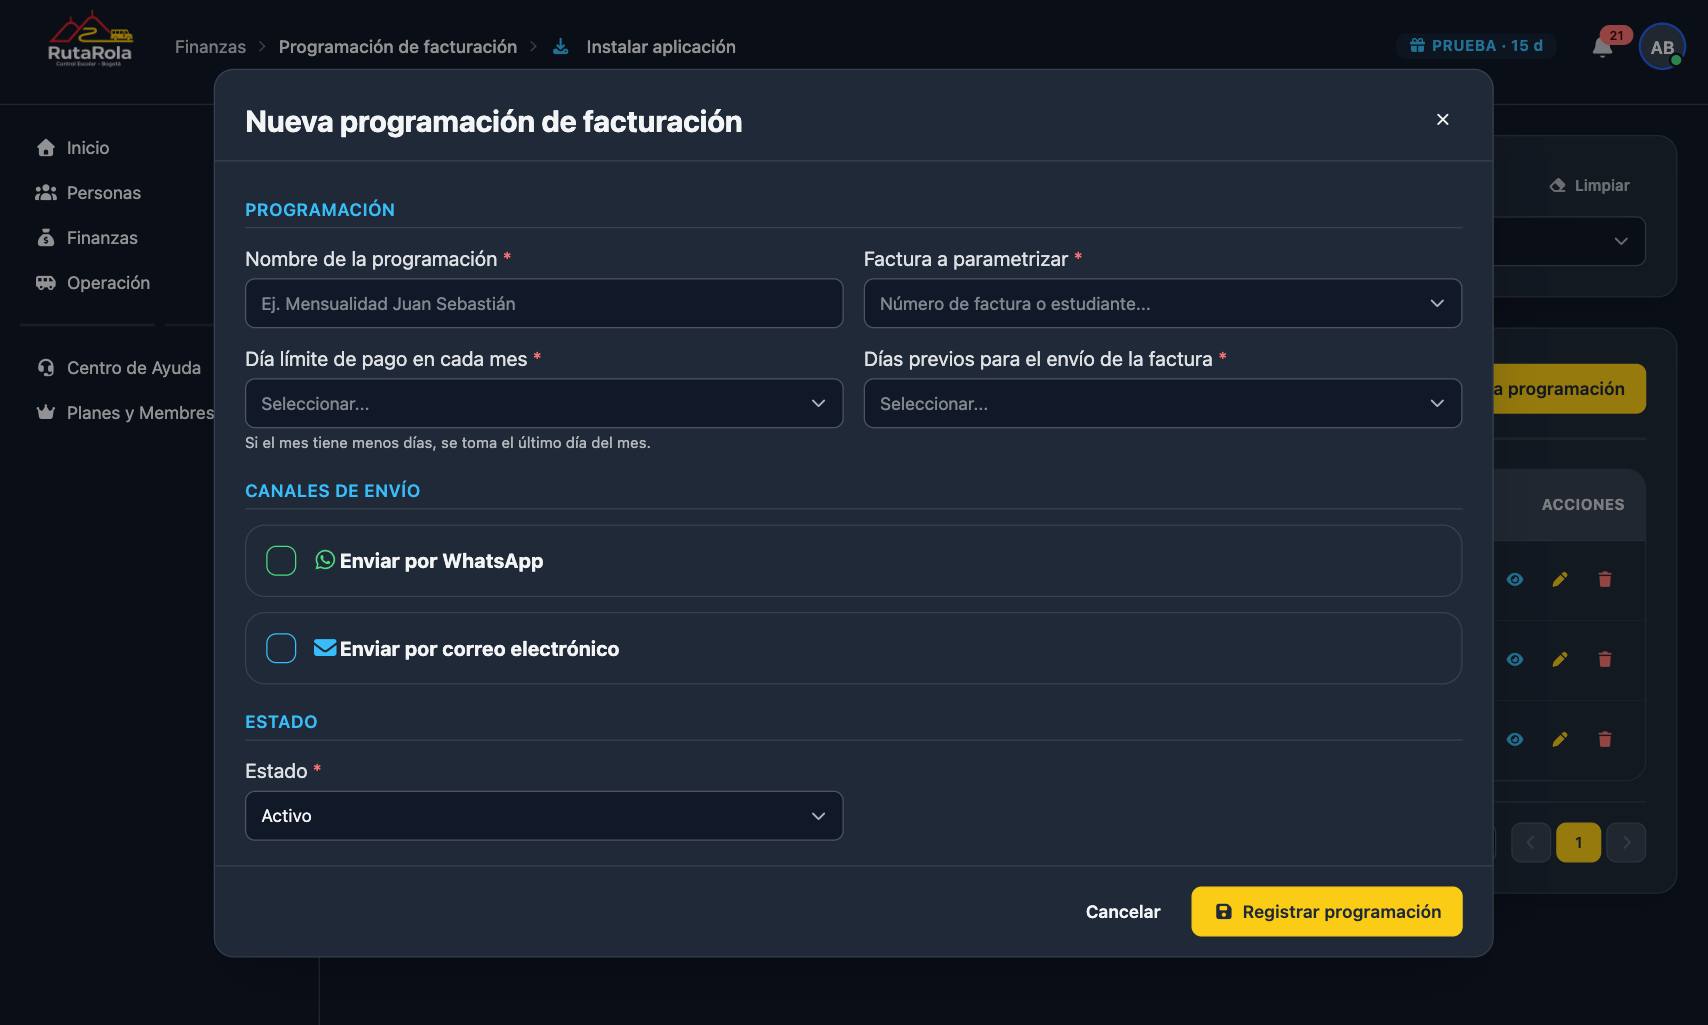 RutaRola
Control Escolar - Bogotá
Finanzas
Programación de facturación
Instalar aplicación
PRUEBA · 15 d
21
AB
Inicio
Personas
Finanzas
Operación
Centro de Ayuda
Planes y Membres
Limpiar
a programación
ACCIONES
1
Nueva programación de facturación
PROGRAMACIÓN
Nombre de la programación *
Ej. Mensualidad Juan Sebastián
Factura a parametrizar *
Número de factura o estudiante...
Día límite de pago en cada mes *
Seleccionar...
Si el mes tiene menos días, se toma el último día del mes.
Días previos para el envío de la factura *
Seleccionar...
CANALES DE ENVÍO
Enviar por WhatsApp
Enviar por correo electrónico
ESTADO
Estado *
Activo
Cancelar
Registrar programación